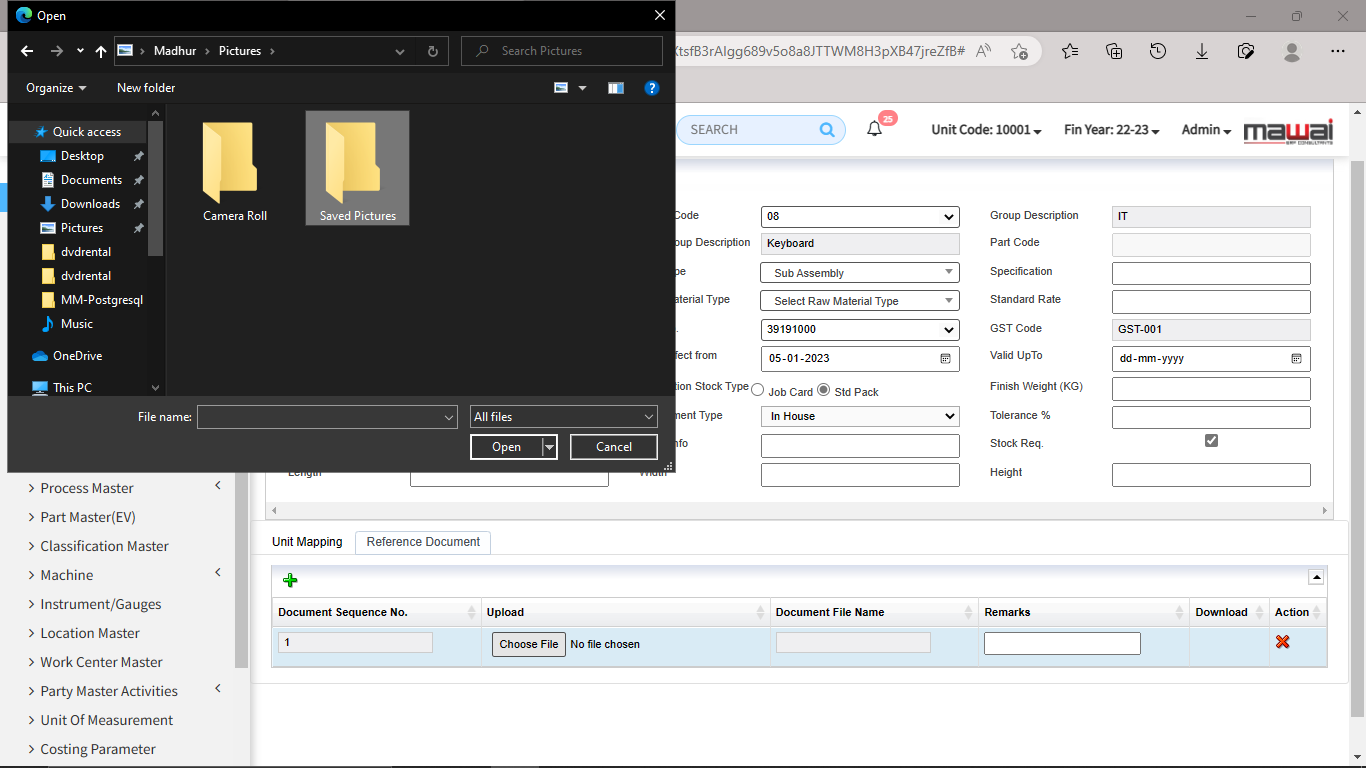 Open
Madhur
Pictures
Search Pictures
Organize
New folder
Quick access
Desktop
Documents
Downloads
Pictures
dvdrental
dvdrental
MM-Postgresql
Music
OneDrive
This PC
Camera Roll
Saved Pictures
File name:
All files
Open
Cancel
tsfB3rAIgg689v5o8a8JTTWM8H3pXB47jreZfB#
SEARCH
25
Unit Code: 10001
Fin Year: 22-23
Admin
mawai
ERP CONSULTANTS
Code 08 Group Description IT
oup Description Keyboard Part Code
pe Sub Assembly Specification
aterial Type Select Raw Material Type Standard Rate
39191000 GST Code GST-001
fect from 05-01-2023 Valid UpTo dd-mm-yyyy
ion Stock Type Job Card Std Pack Finish Weight (KG)
ment Type In House Tolerance %
nfo Stock Req.
Length Width Height
Process Master
Part Master(EV)
Classification Master
Machine
Instrument/Gauges
Location Master
Work Center Master
Party Master Activities
Unit Of Measurement
Costing Parameter
Unit Mapping Reference Document
Document Sequence No. Upload Document File Name Remarks Download Action
1 Choose File No file chosen